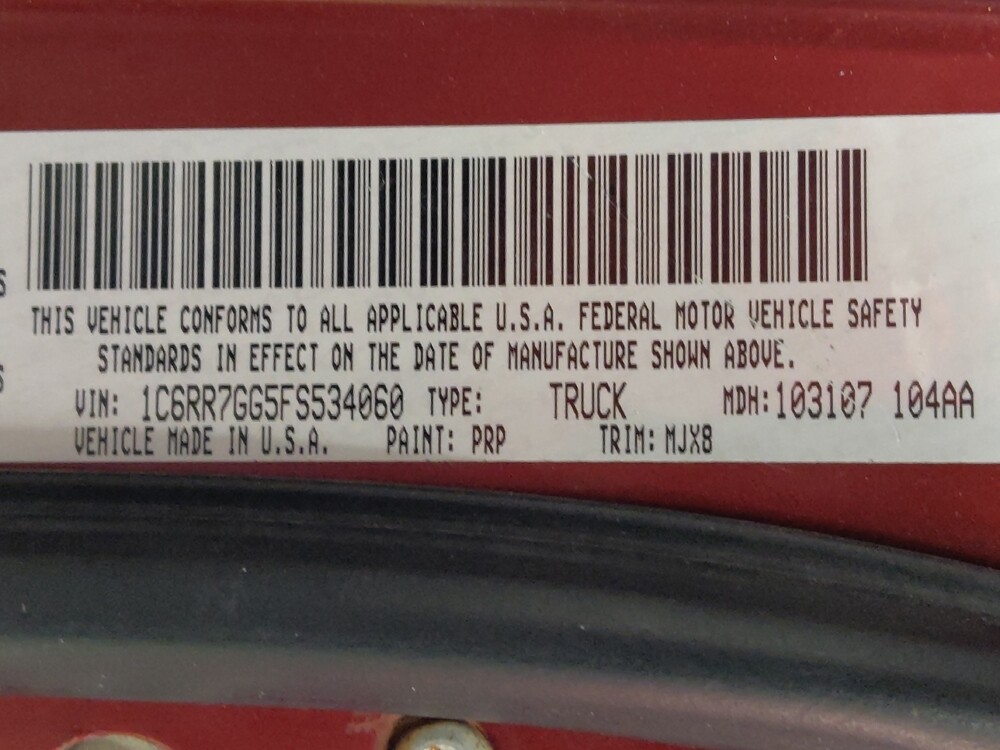 THIS VEHICLE CONFORMS TO ALL APPLICABLE U.S.A. FEDERAL MOTOR VEHICLE SAFETY
STANDARDS IN EFFECT ON THE DATE OF MANUFACTURE SHOWN ABOVE.
VIN: 1C6RR7GG5FS534060 TYPE: TRUCK MDH: 103107 104AA
VEHICLE MADE IN U.S.A. PAINT: PRP TRIM: MJX8